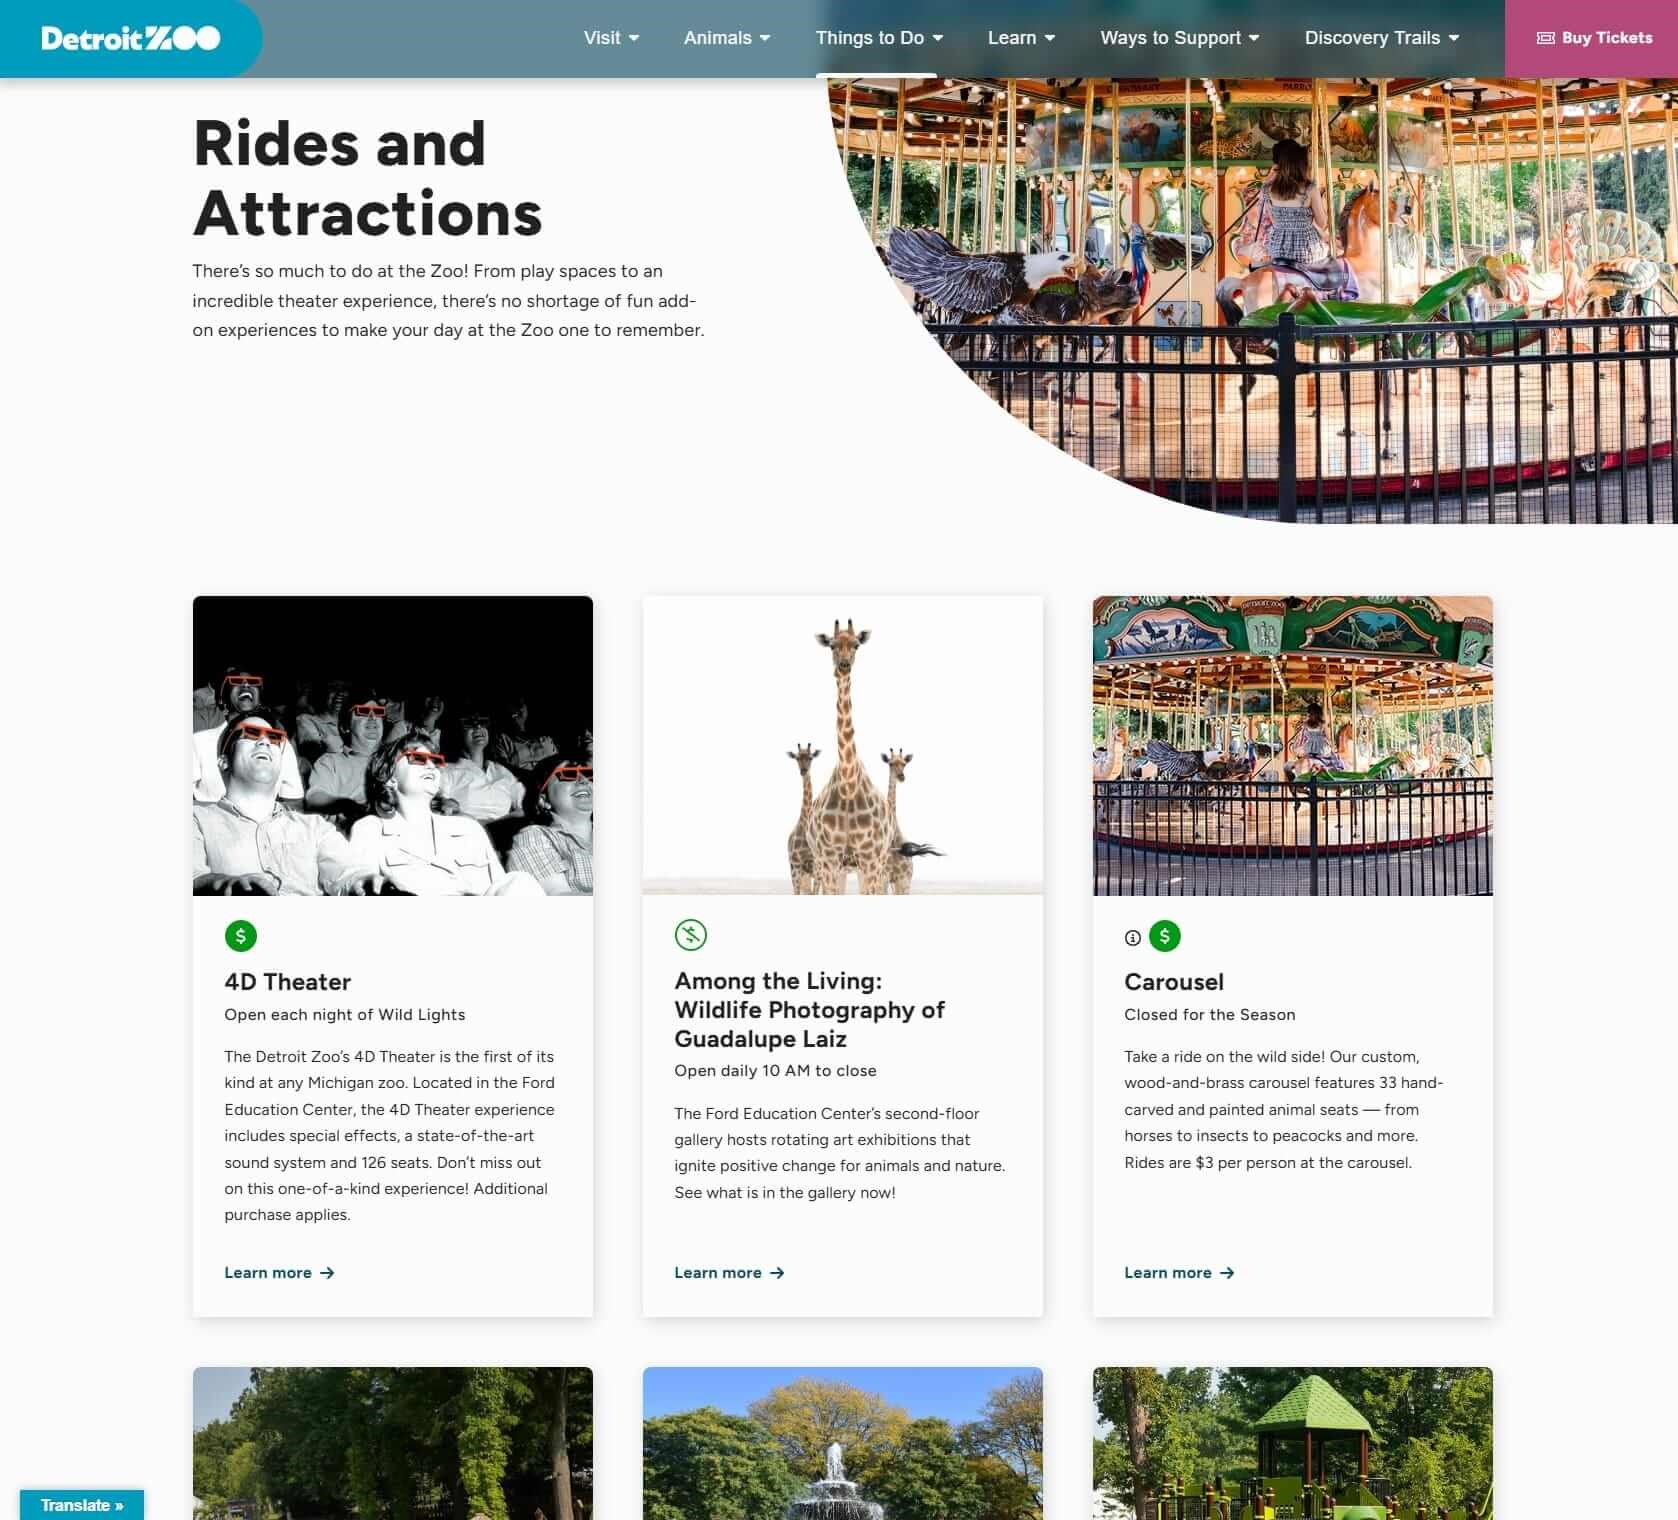 Detroit ZOO
Visit
Animals
Things to Do
Learn
Ways to Support
Discovery Trails
Buy Tickets
Rides and
Attractions
There's so much to do at the Zoo! From play spaces to an
incredible theater experience, there's no shortage of fun add-
on experiences to make your day at the Zoo one to remember.
$
4D Theater
Open each night of Wild Lights
The Detroit Zoo's 4D Theater is the first of its
kind at any Michigan zoo. Located in the Ford
Education Center, the 4D Theater experience
includes special effects, a state-of-the-art
sound system and 126 seats. Don't miss out
on this one-of-a-kind experience! Additional
purchase applies.
Learn more →
$
Among the Living:
Wildlife Photography of
Guadalupe Laiz
Open daily 10 AM to close
The Ford Education Center's second-floor
gallery hosts rotating art exhibitions that
ignite positive change for animals and nature.
See what is in the gallery now!
Learn more →
DETROIT ZOO
$
Carousel
Closed for the Season
Take a ride on the wild side! Our custom,
wood-and-brass carousel features 33 hand-
carved and painted animal seats — from
horses to insects to peacocks and more.
Rides are $3 per person at the carousel.
Learn more →
Translate »